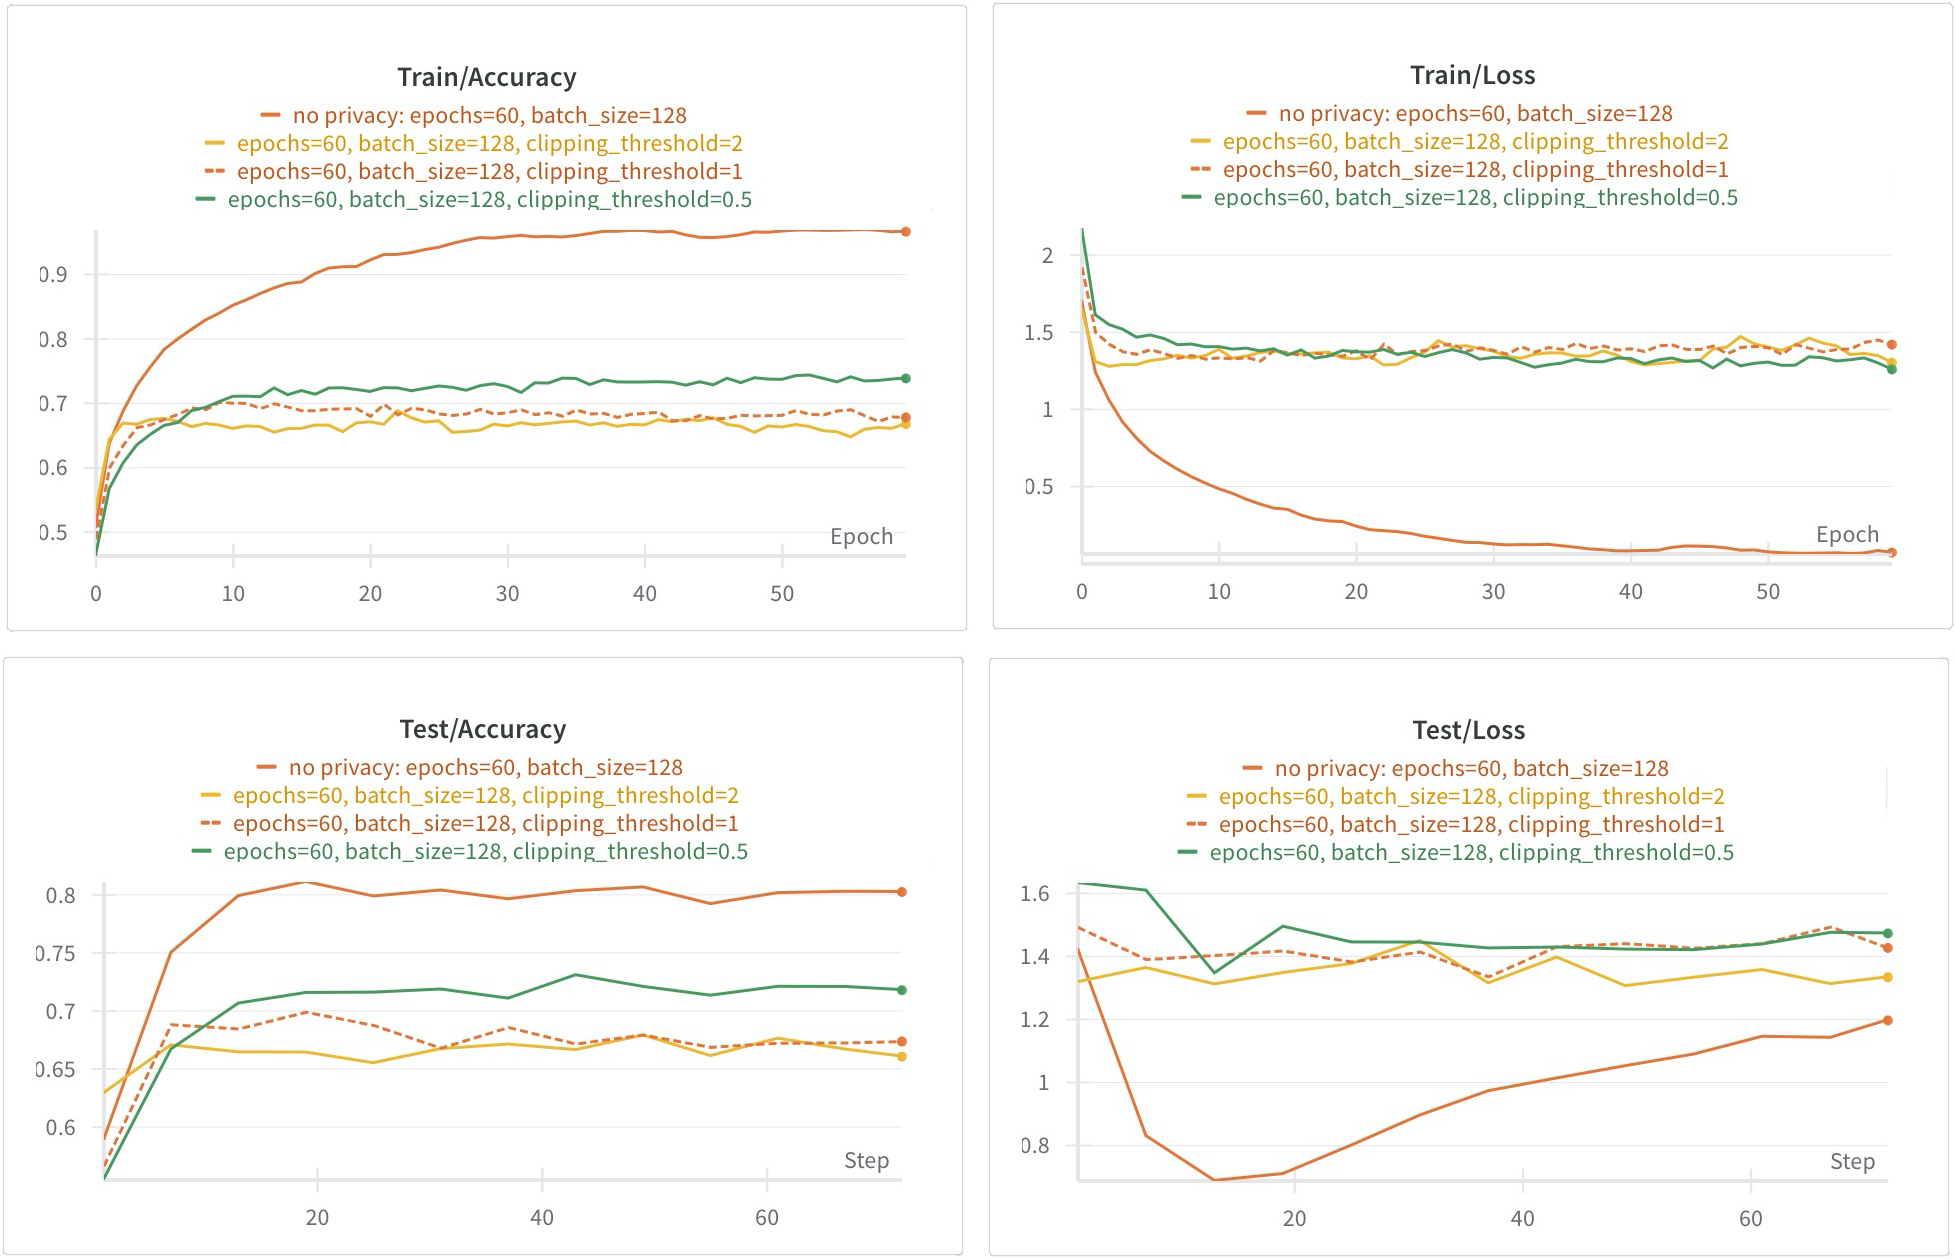 Train/Accuracy
no privacy: epochs=60, batch_size=128
epochs=60, batch_size=128, clipping_threshold=2
epochs=60, batch_size=128, clipping_threshold=1
epochs=60, batch_size=128, clipping_threshold=0.5
0.9
0.8
0.7
0.6
0.5
Epoch
0
10
20
30
40
50
Train/Loss
no privacy: epochs=60, batch_size=128
epochs=60, batch_size=128, clipping_threshold=2
epochs=60, batch_size=128, clipping_threshold=1
epochs=60, batch_size=128, clipping_threshold=0.5
2
1.5
1
0.5
Epoch
0
10
20
30
40
50
Test/Accuracy
no privacy: epochs=60, batch_size=128
epochs=60, batch_size=128, clipping_threshold=2
epochs=60, batch_size=128, clipping_threshold=1
epochs=60, batch_size=128, clipping_threshold=0.5
0.8
0.75
0.7
0.65
0.6
Step
20
40
60
Test/Loss
no privacy: epochs=60, batch_size=128
epochs=60, batch_size=128, clipping_threshold=2
epochs=60, batch_size=128, clipping_threshold=1
epochs=60, batch_size=128, clipping_threshold=0.5
1.6
1.4
1.2
1
0.8
Step
20
40
60